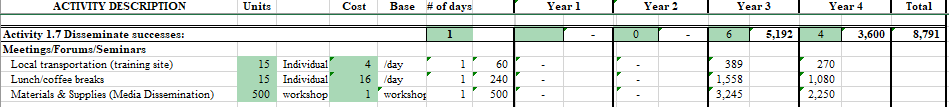 ACTIVITY DESCRIPTION Units Cost Base # of days Year 1 Year 2 Year 3 Year 4 Total
Activity 1.7 Disseminate successes: 1 - 0 - 6 5,192 4 3,600 8,791
Meetings/Forums/Seminars
Local transportation (training site) 15 Individual 4 /day 1 60 - - 389 270
Lunch/coffee breaks 15 Individual 16 /day 1 240 - - 1,558 1,080
Materials & Supplies (Media Dissemination) 500 workshop 1 workshop 1 500 - - 3,245 2,250